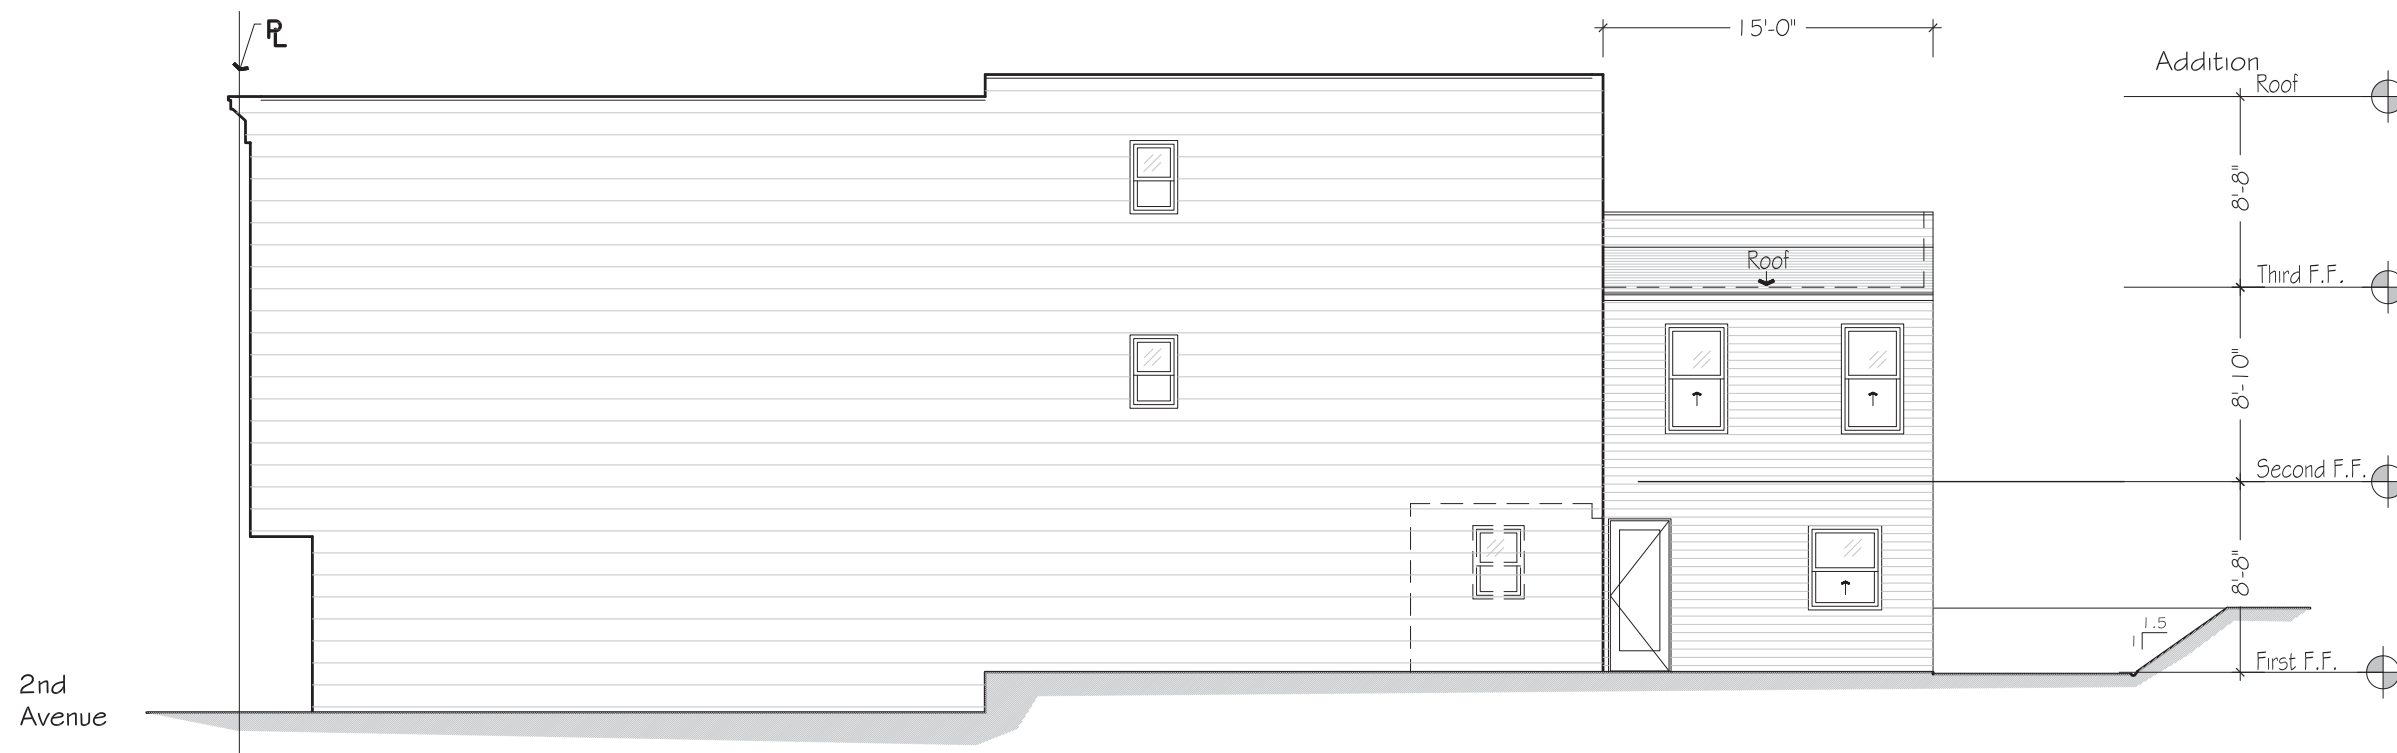 PL
15'-0"
Addition
Roof
8'-8"
Roof
Third F.F.
8'-10"
Second F.F.
8'-8"
1.5
1
First F.F.
2nd
Avenue